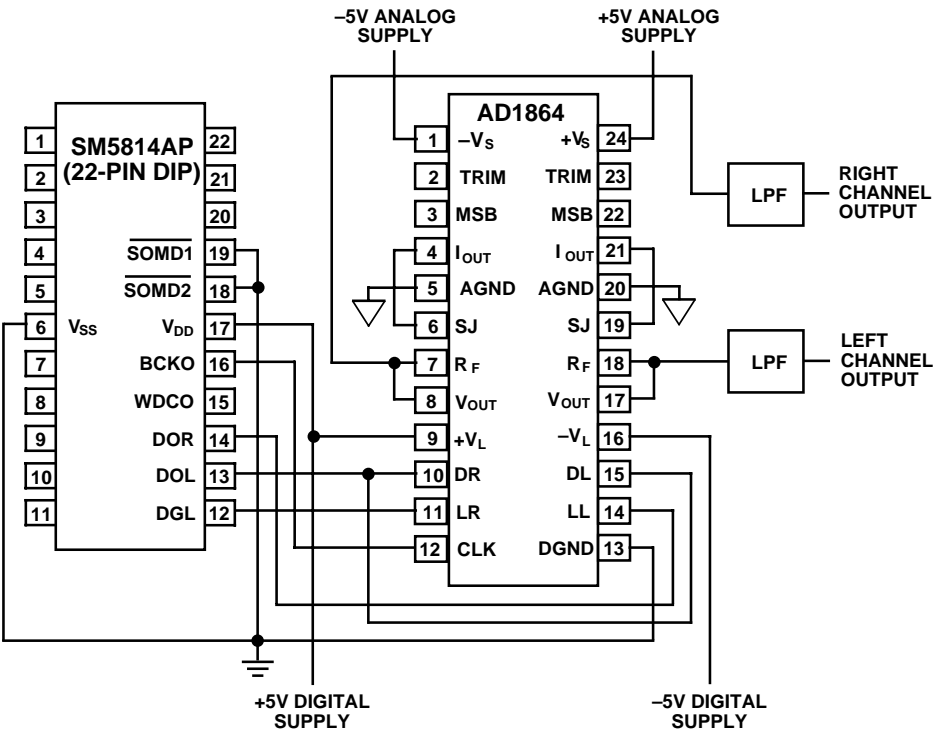 –5V ANALOG
SUPPLY
+5V ANALOG
SUPPLY
SM5814AP
(22-PIN DIP)
1
2
3
4
5
6 VSS
7
8
9
10
11
22
21
20
SOMD1 19
SOMD2 18
VDD 17
BCKO 16
WDCO 15
DOR 14
DOL 13
DGL 12
AD1864
1 –VS
2 TRIM
3 MSB
4 IOUT
5 AGND
6 SJ
7 RF
8 VOUT
9 +VL
10 DR
11 LR
12 CLK
+VS 24
TRIM 23
MSB 22
IOUT 21
AGND 20
SJ 19
RF 18
VOUT 17
–VL 16
DL 15
LL 14
DGND 13
LPF
RIGHT
CHANNEL
OUTPUT
LPF
LEFT
CHANNEL
OUTPUT
+5V DIGITAL
SUPPLY
–5V DIGITAL
SUPPLY